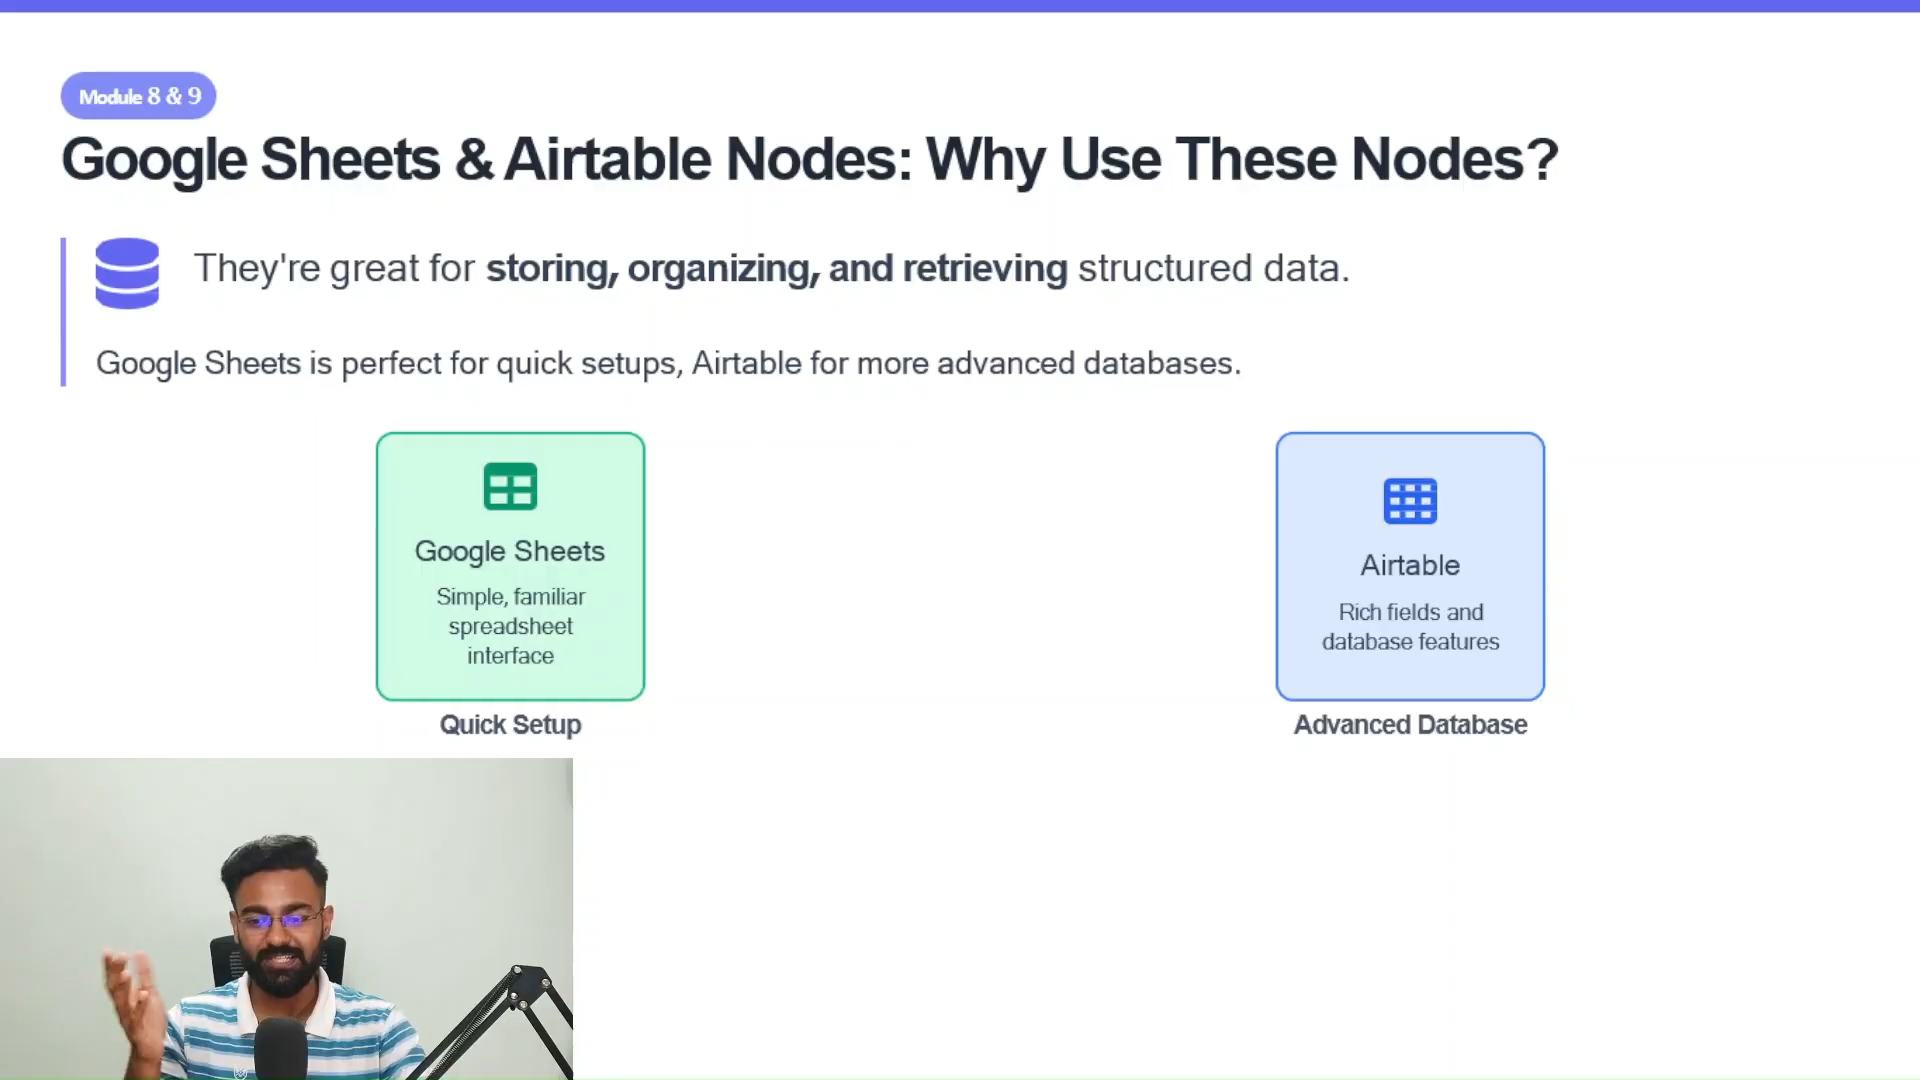 Module 8 & 9
Google Sheets & Airtable Nodes: Why Use These Nodes?
They're great for storing, organizing, and retrieving structured data.
Google Sheets is perfect for quick setups, Airtable for more advanced databases.
Google Sheets
Simple, familiar
spreadsheet
interface
Quick Setup
Airtable
Rich fields and
database features
Advanced Database